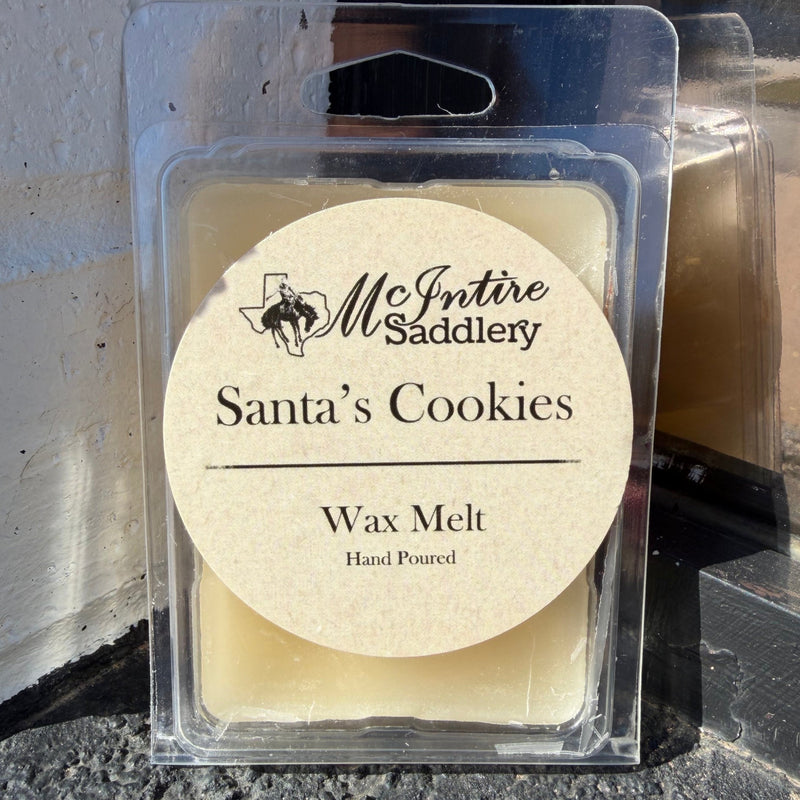 McIntire
Saddlery
Santa's Cookies
Wax Melt
Hand Poured